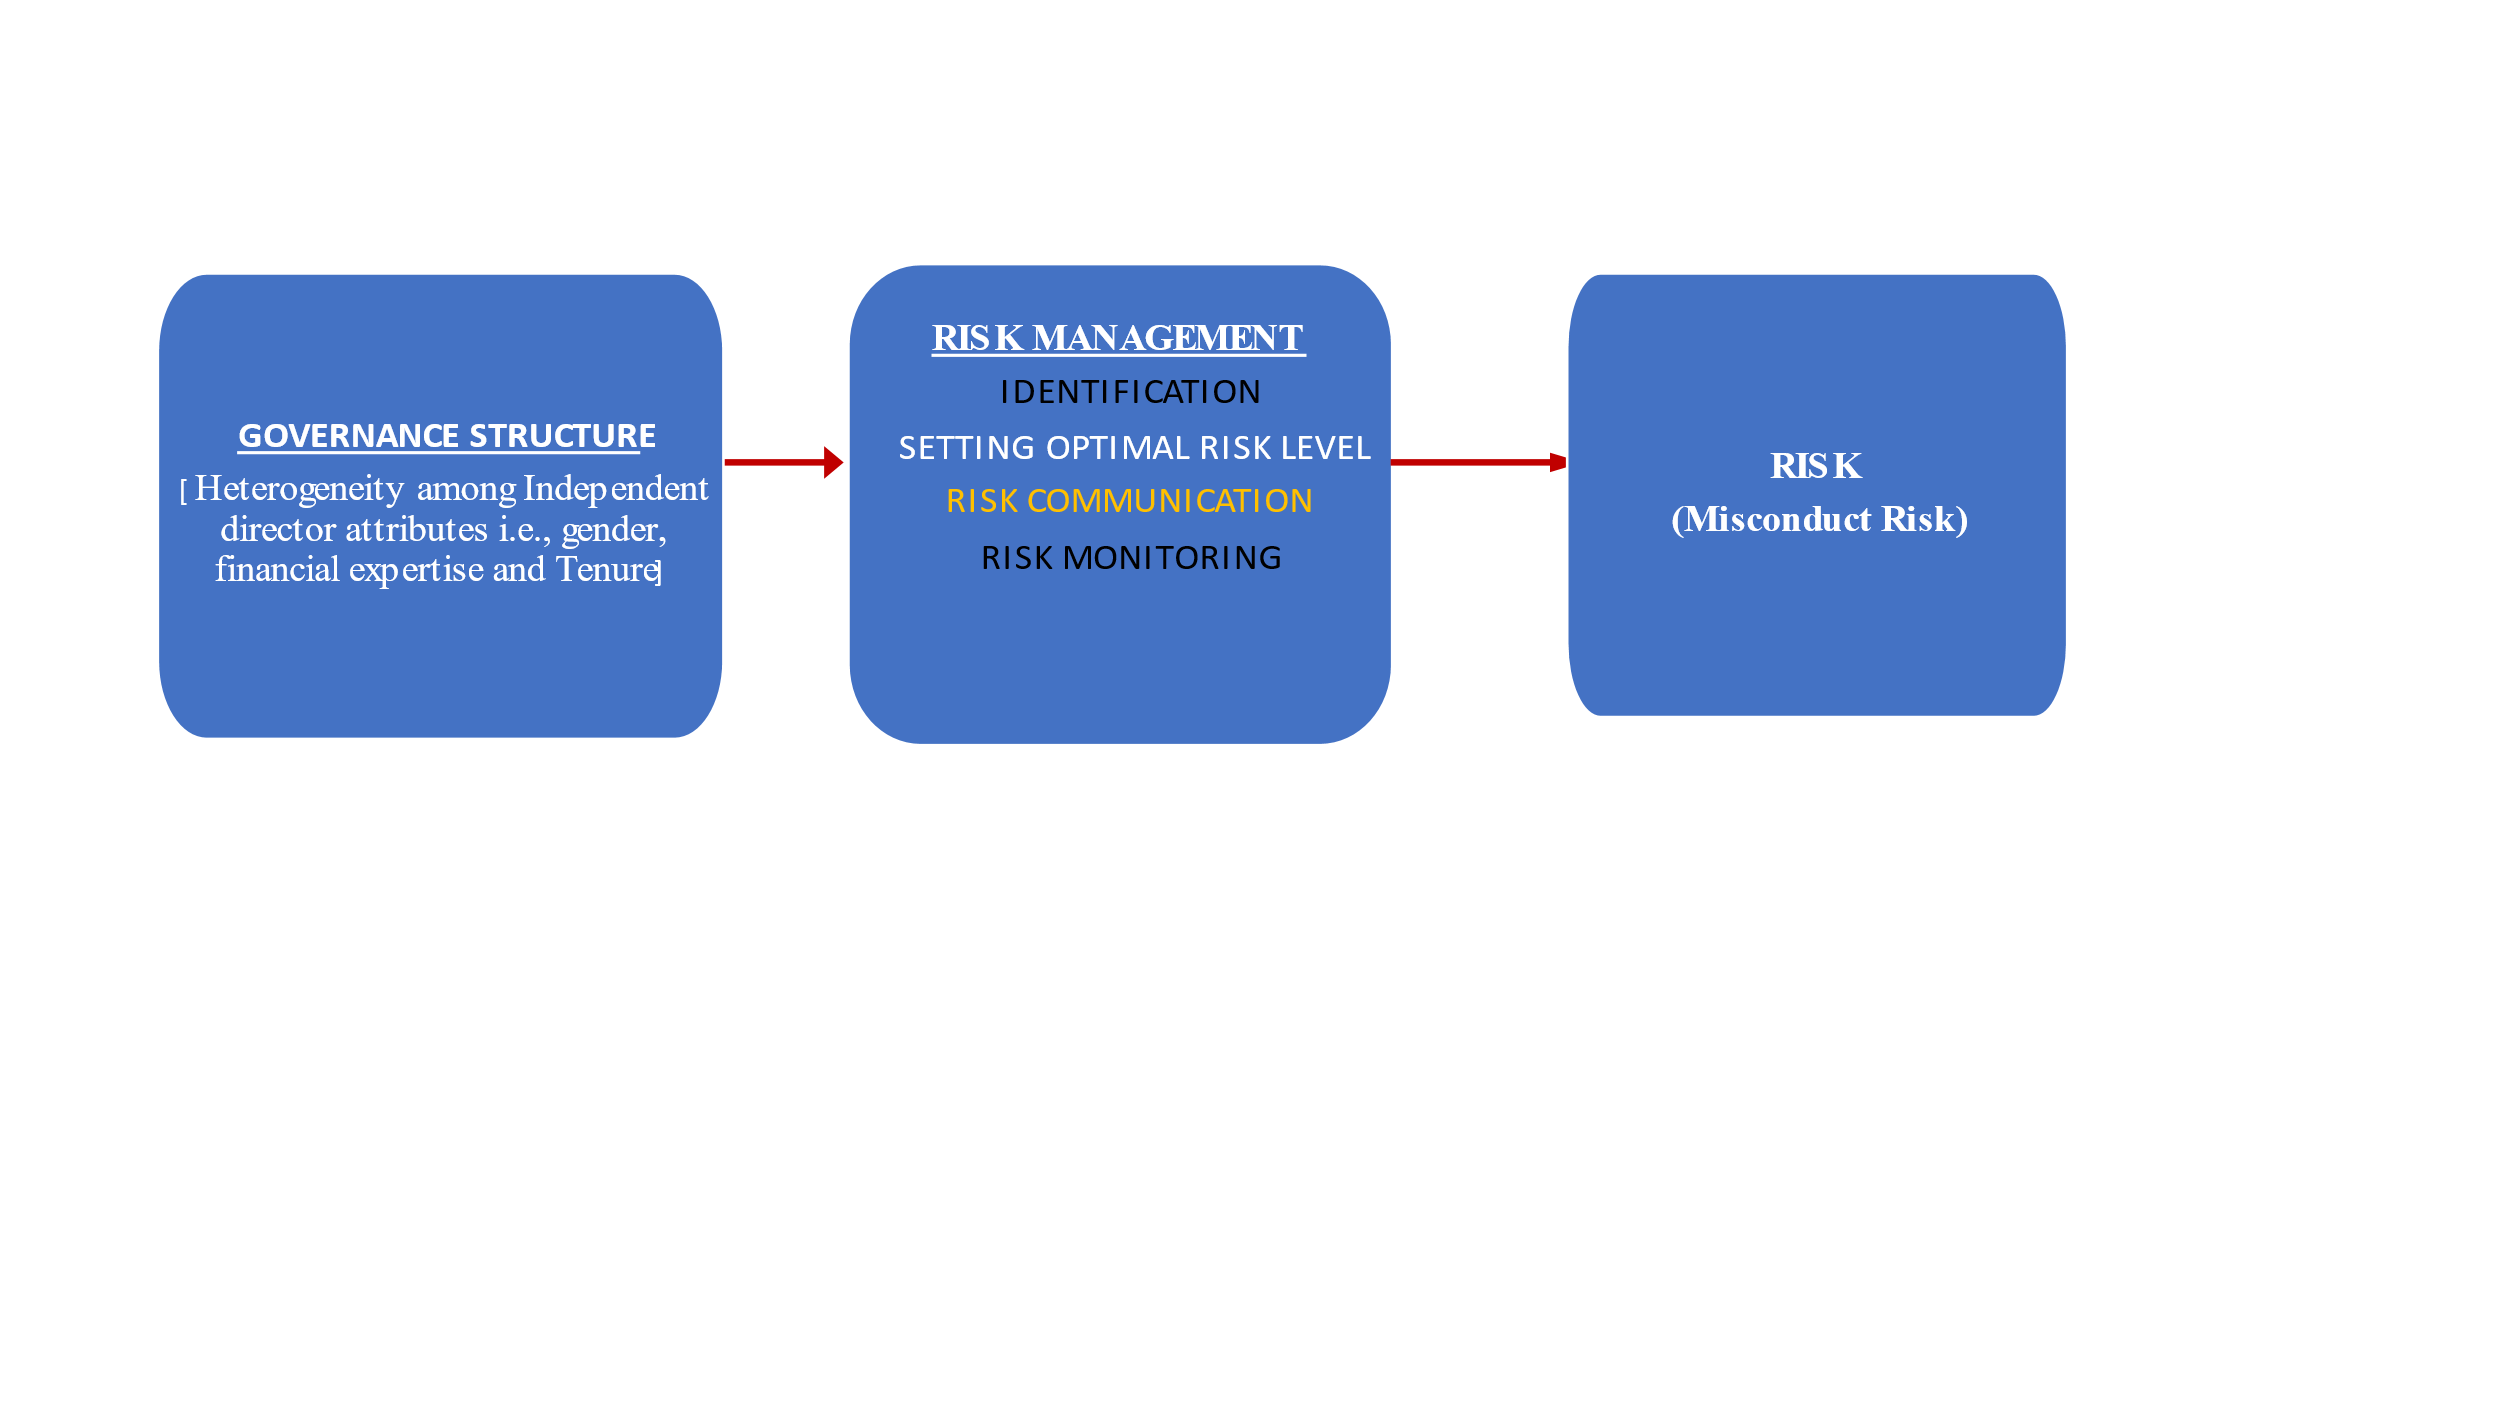 GOVERNANCE STRUCTURE
[ Heterogeneity among Independent
director attributes i.e., gender,
financial expertise and Tenure]
RISK MANAGEMENT
IDENTIFICATION
SETTING OPTIMAL RISK LEVEL
RISK COMMUNICATION
RISK MONITORING
RISK
(Misconduct Risk)